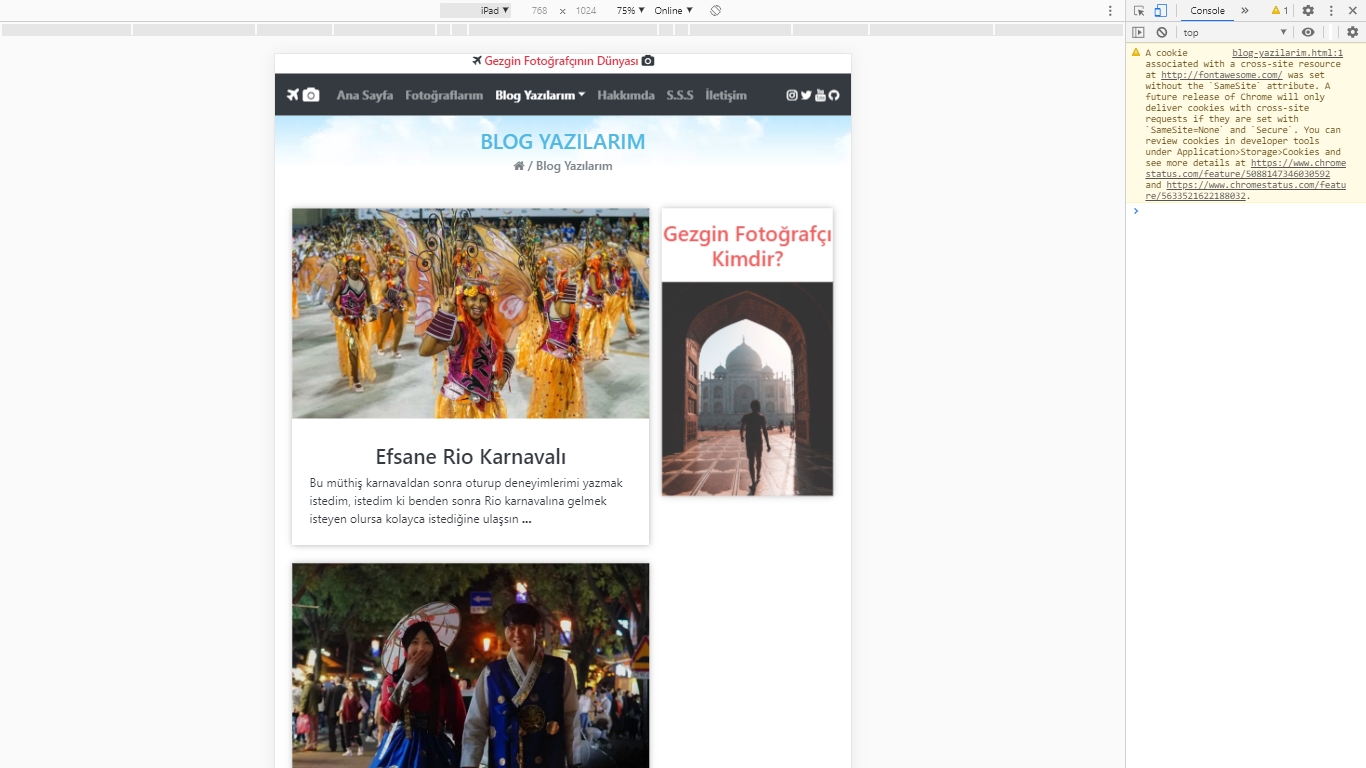 iPad ▼ 768 x 1024 75% ▼ Online ▼
Console » 1
top ▼
Gezgin Fotoğrafçının Dünyası
Ana Sayfa Fotoğraflarım Blog Yazılarım Hakkımda S.S.S İletişim
BLOG YAZILARIM
/ Blog Yazılarım
Efsane Rio Karnavalı
Bu müthiş karnavaldan sonra oturup deneyimlerimi yazmak
istedim, istedim ki benden sonra Rio karnavalına gelmek
isteyen olursa kolayca istediğine ulaşsın ...
Gezgin Fotoğrafçı
Kimdir?
A cookie blog-yazilarim.html:1
associated with a cross-site resource
at http://fontawesome.com/ was set
without the `SameSite` attribute. A
future release of Chrome will only
deliver cookies with cross-site
requests if they are set with
`SameSite=None` and `Secure`. You can
review cookies in developer tools
under Application>Storage>Cookies and
see more details at https://www.chrome
status.com/feature/5088147346030592
and https://www.chromestatus.com/featu
re/5633521622188032.